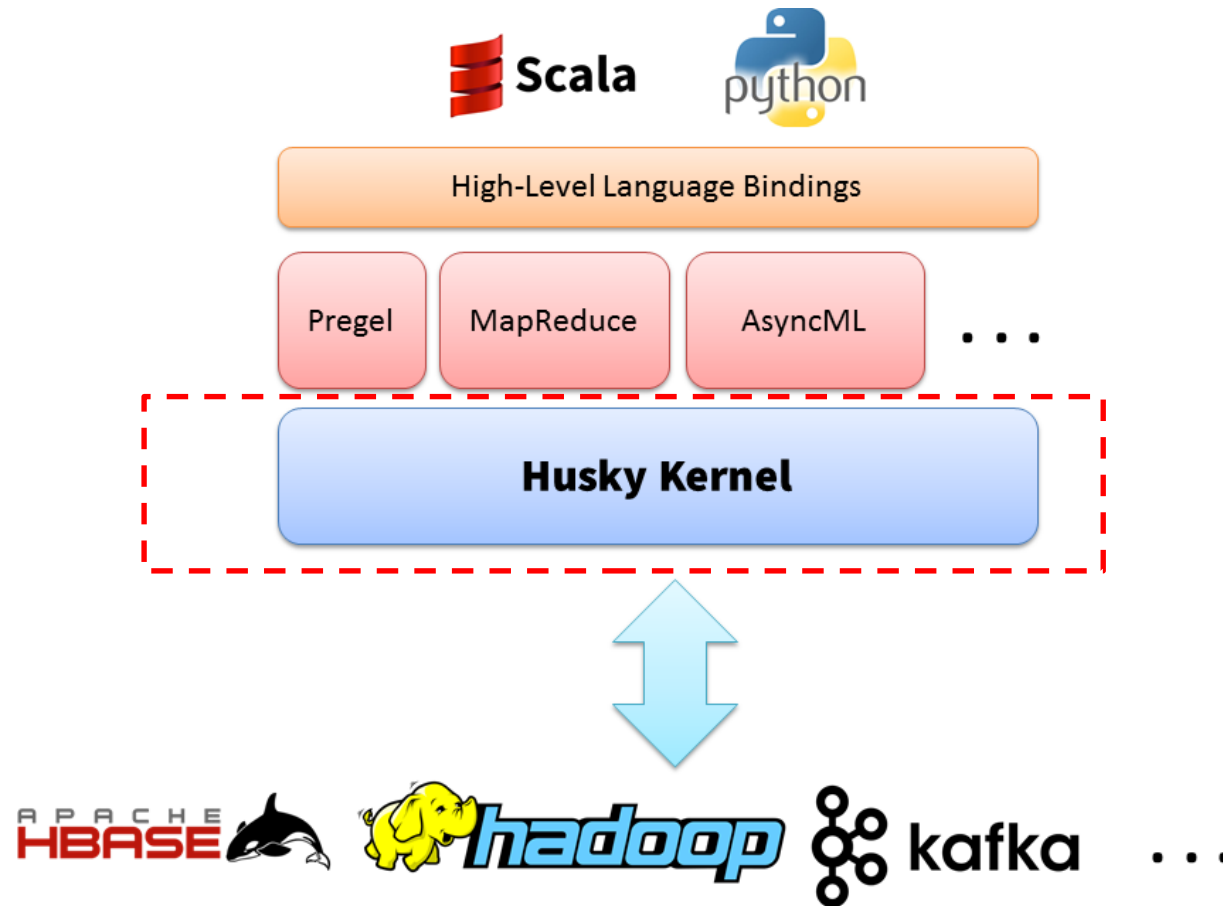 Scala
python
High-Level Language Bindings
Pregel
MapReduce
AsyncML
. . .
Husky Kernel
APACHE
HBASE
hadoop
kafka
. . .